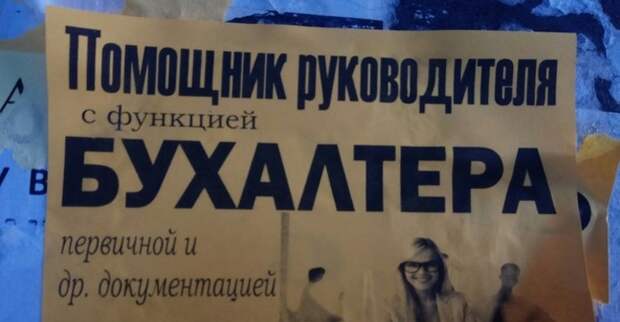 Помощник руководителя
с функцией
БУХАЛТЕРА
первичной и
др. документацией